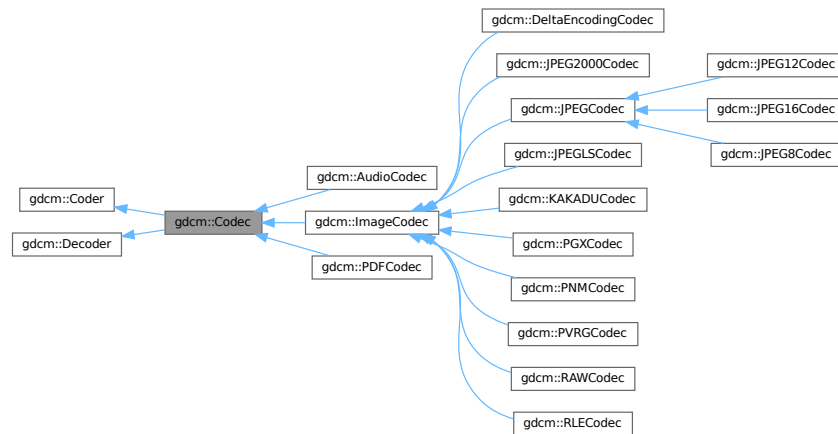 gdcm::DeltaEncodingCodec
gdcm::JPEG2000Codec
gdcm::JPEG12Codec
gdcm::JPEGCodec
gdcm::JPEG16Codec
gdcm::JPEGLSCodec
gdcm::JPEG8Codec
gdcm::AudioCodec
gdcm::Coder
gdcm::KAKADUCodec
gdcm::Codec
gdcm::ImageCodec
gdcm::Decoder
gdcm::PGXCodec
gdcm::PDFCodec
gdcm::PNMCodec
gdcm::PVRGCodec
gdcm::RAWCodec
gdcm::RLECodec